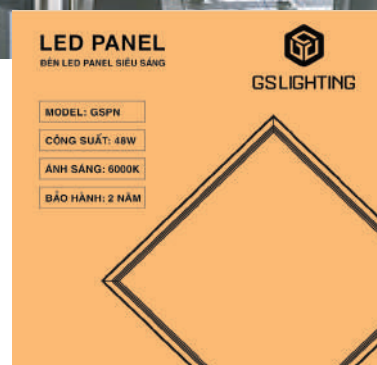 LED PANEL
ĐÈN LED PANEL SIÊU SÁNG
GSLIGHTING
MODEL: GSPN
CÔNG SUẤT: 48W
ÁNH SÁNG: 6000K
BẢO HÀNH: 2 NĂM